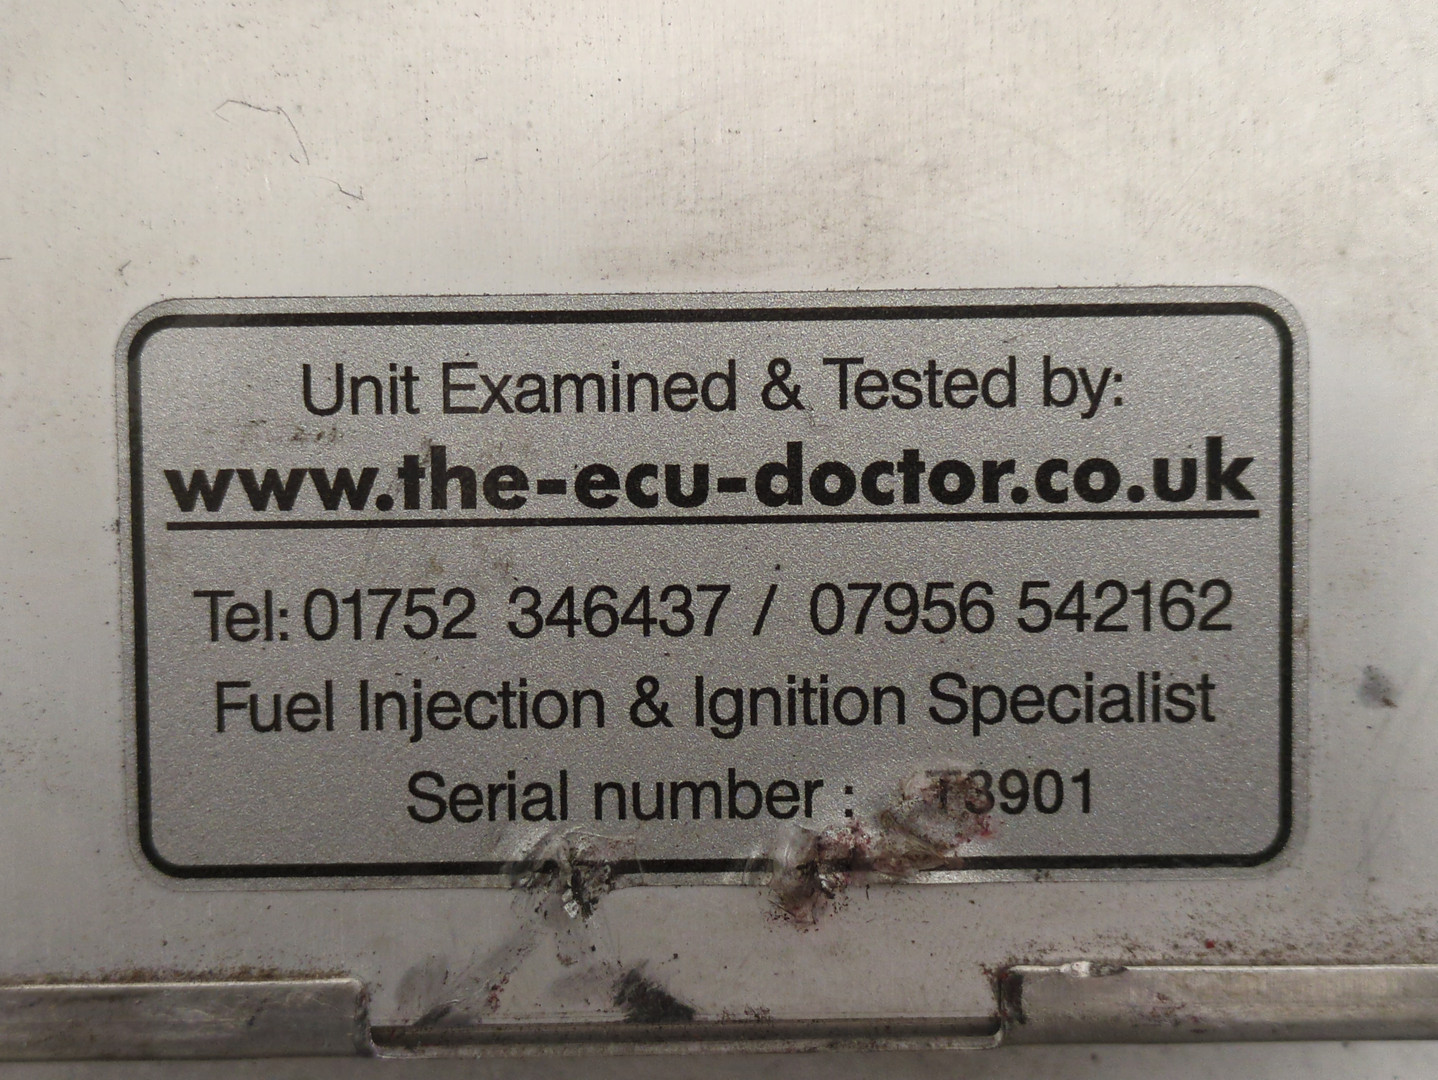 Unit Examined & Tested by:
www.the-ecu-doctor.co.uk
Tel: 01752 346437 / 07956 542162
Fuel Injection & Ignition Specialist
Serial number : T3901